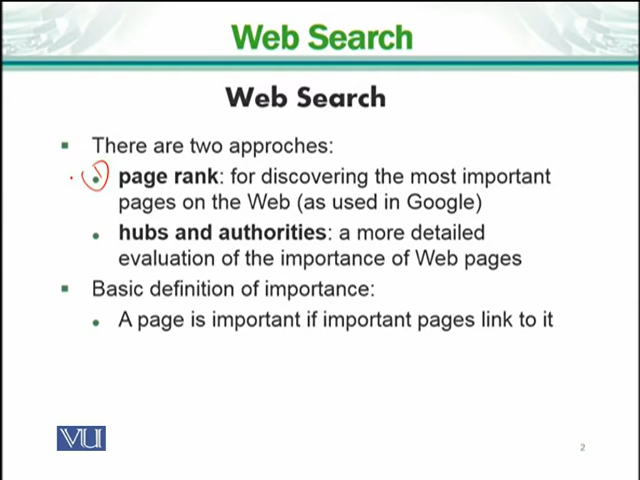 Web Search
Web Search
There are two approches:
page rank: for discovering the most important
pages on the Web (as used in Google)
hubs and authorities: a more detailed
evaluation of the importance of Web pages
Basic definition of importance:
A page is important if important pages link to it
VU
2